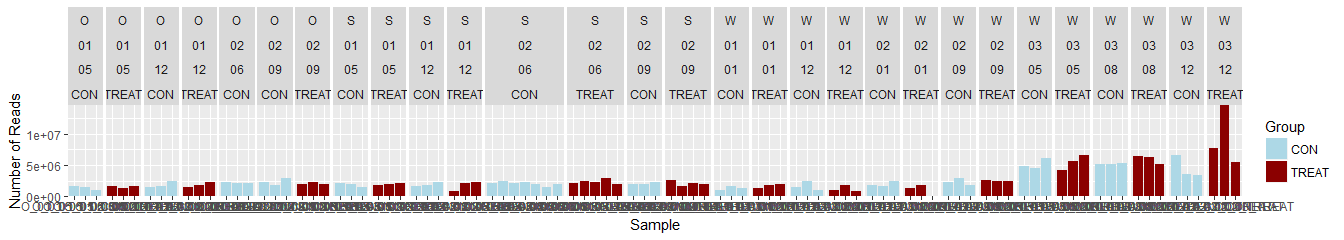 O O O O O O O S S S S S S S S W W W W W W W W W W W W W W
01 01 01 01 02 02 02 01 01 01 01 02 02 02 02 01 01 01 01 02 02 02 02 03 03 03 03 03 03
05 05 12 12 06 09 09 05 05 12 12 06 06 09 09 01 01 12 12 01 01 09 09 05 05 08 08 12 12
CON TREAT CON TREAT CON CON TREAT CON TREAT CON TREAT CON TREAT CON TREAT CON TREAT CON TREAT CON TREAT CON TREAT CON TREAT CON TREAT CON TREAT
Number of Reads
1e+07
5e+06
0e+00
Sample
Group
CON
TREAT